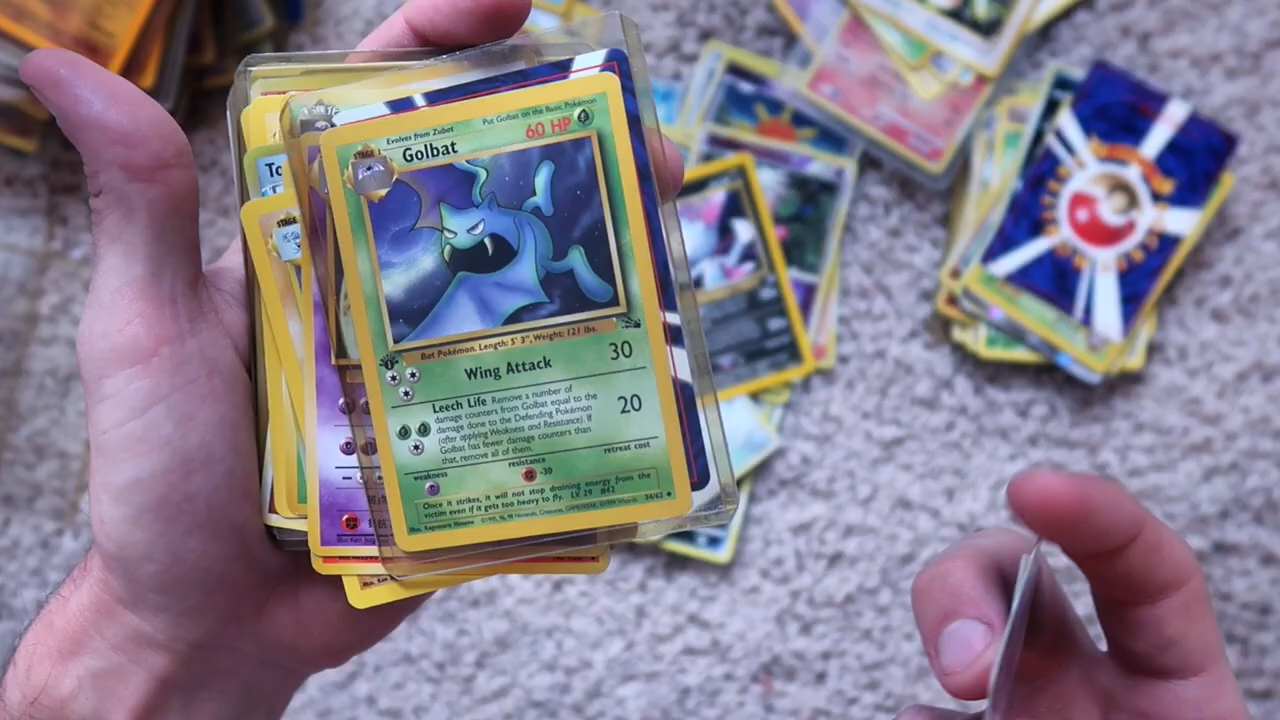 Evolves from Zubat
Put Golbat on the Basic Pokémon
STAGE 1
Golbat
60 HP
To
STAGE
Bat Pokémon. Length: 5' 3", Weight: 121 lbs.
Wing Attack 30
Leech Life Remove a number of
damage counters from Golbat equal to the
damage done to the Defending Pokémon
(after applying Weakness and Resistance). If
Golbat has fewer damage counters than
that, remove all of them.
20
weakness
resistance
-30
retreat cost
Once it strikes, it will not stop draining energy from the
victim even if it gets too heavy to fly. LV. 29 #42
Illus. Kagemaru Himeno
©1995, 96, 98 Nintendo, Creatures, GAMEFREAK. ©1999 Wizards.
34/62